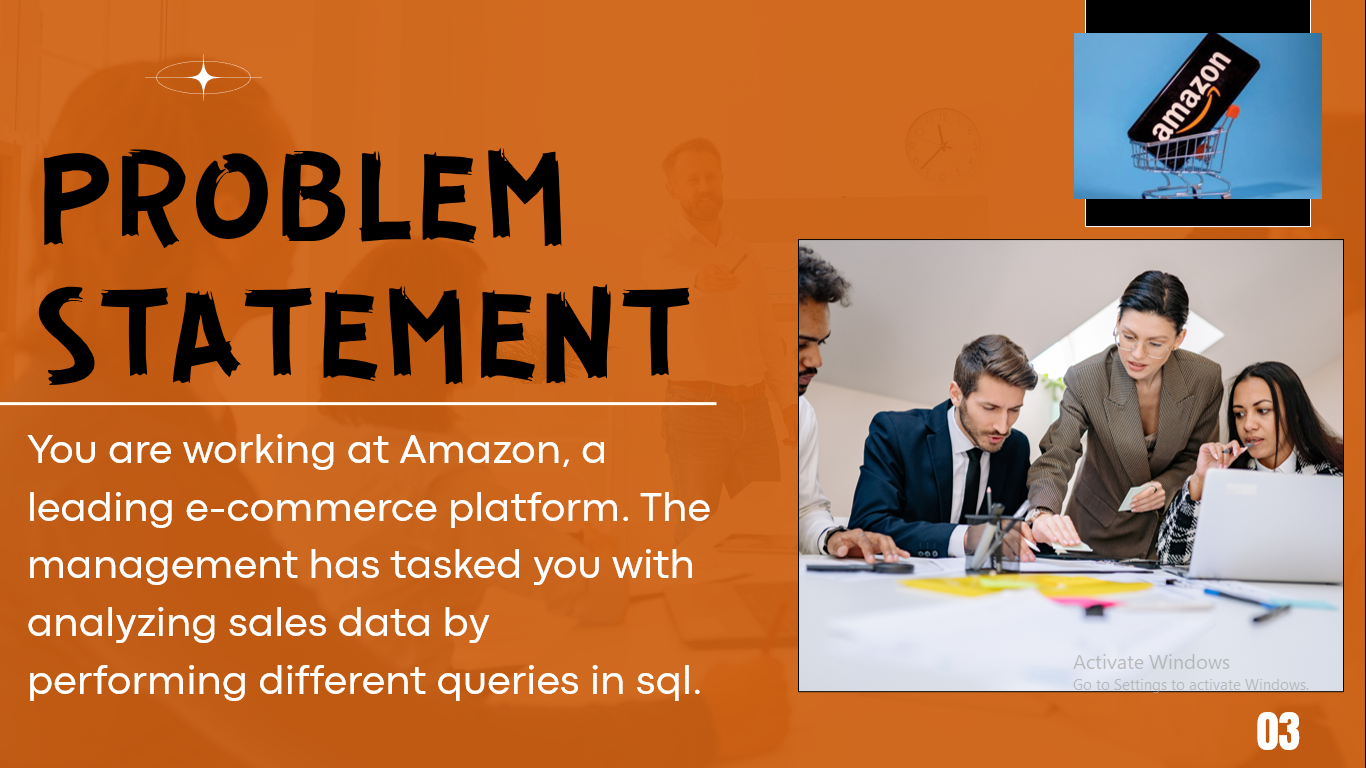 amazon
PROBLEM
STATEMENT
You are working at Amazon, a
leading e-commerce platform. The
management has tasked you with
analyzing sales data by
performing different queries in sql.
Activate Windows
Go to Settings to activate Windows.
03